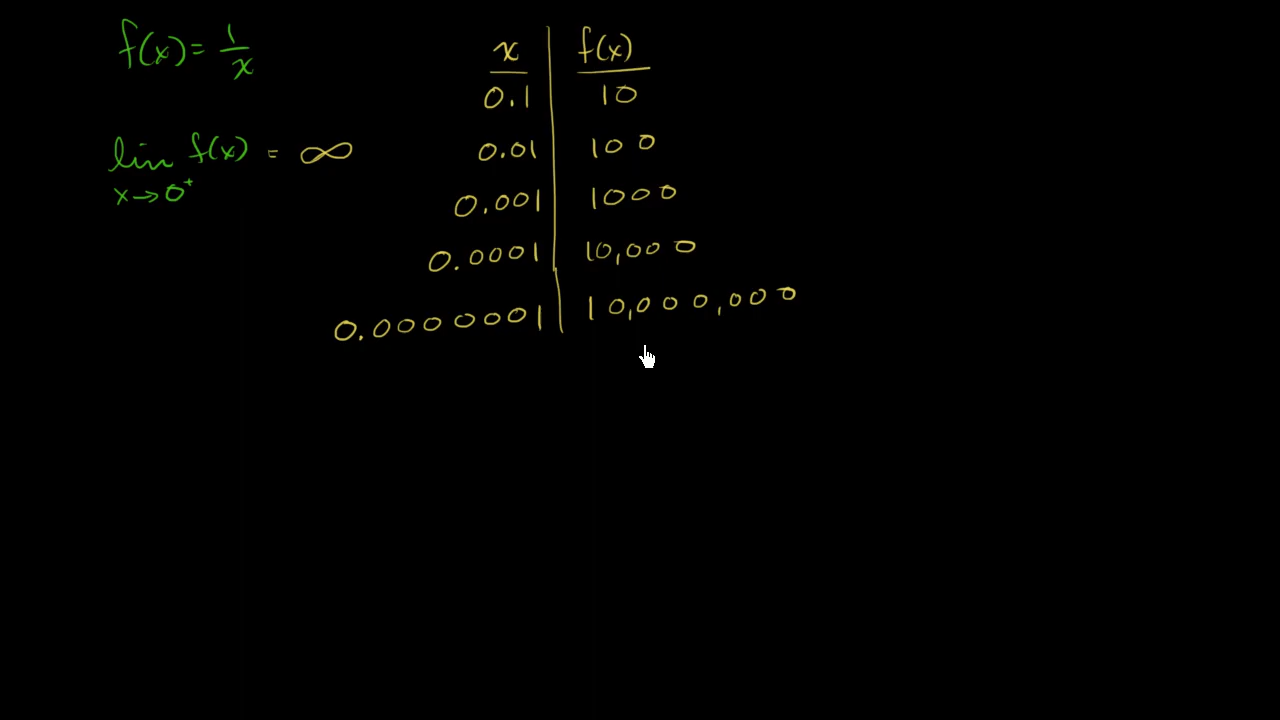 f(x) = 1/x
lim f(x) = ∞
x→0⁺
x | f(x)
0.1 | 10
0.01 | 100
0.001 | 1000
0.0001 | 10,000
0.0000001 | 10,000,000